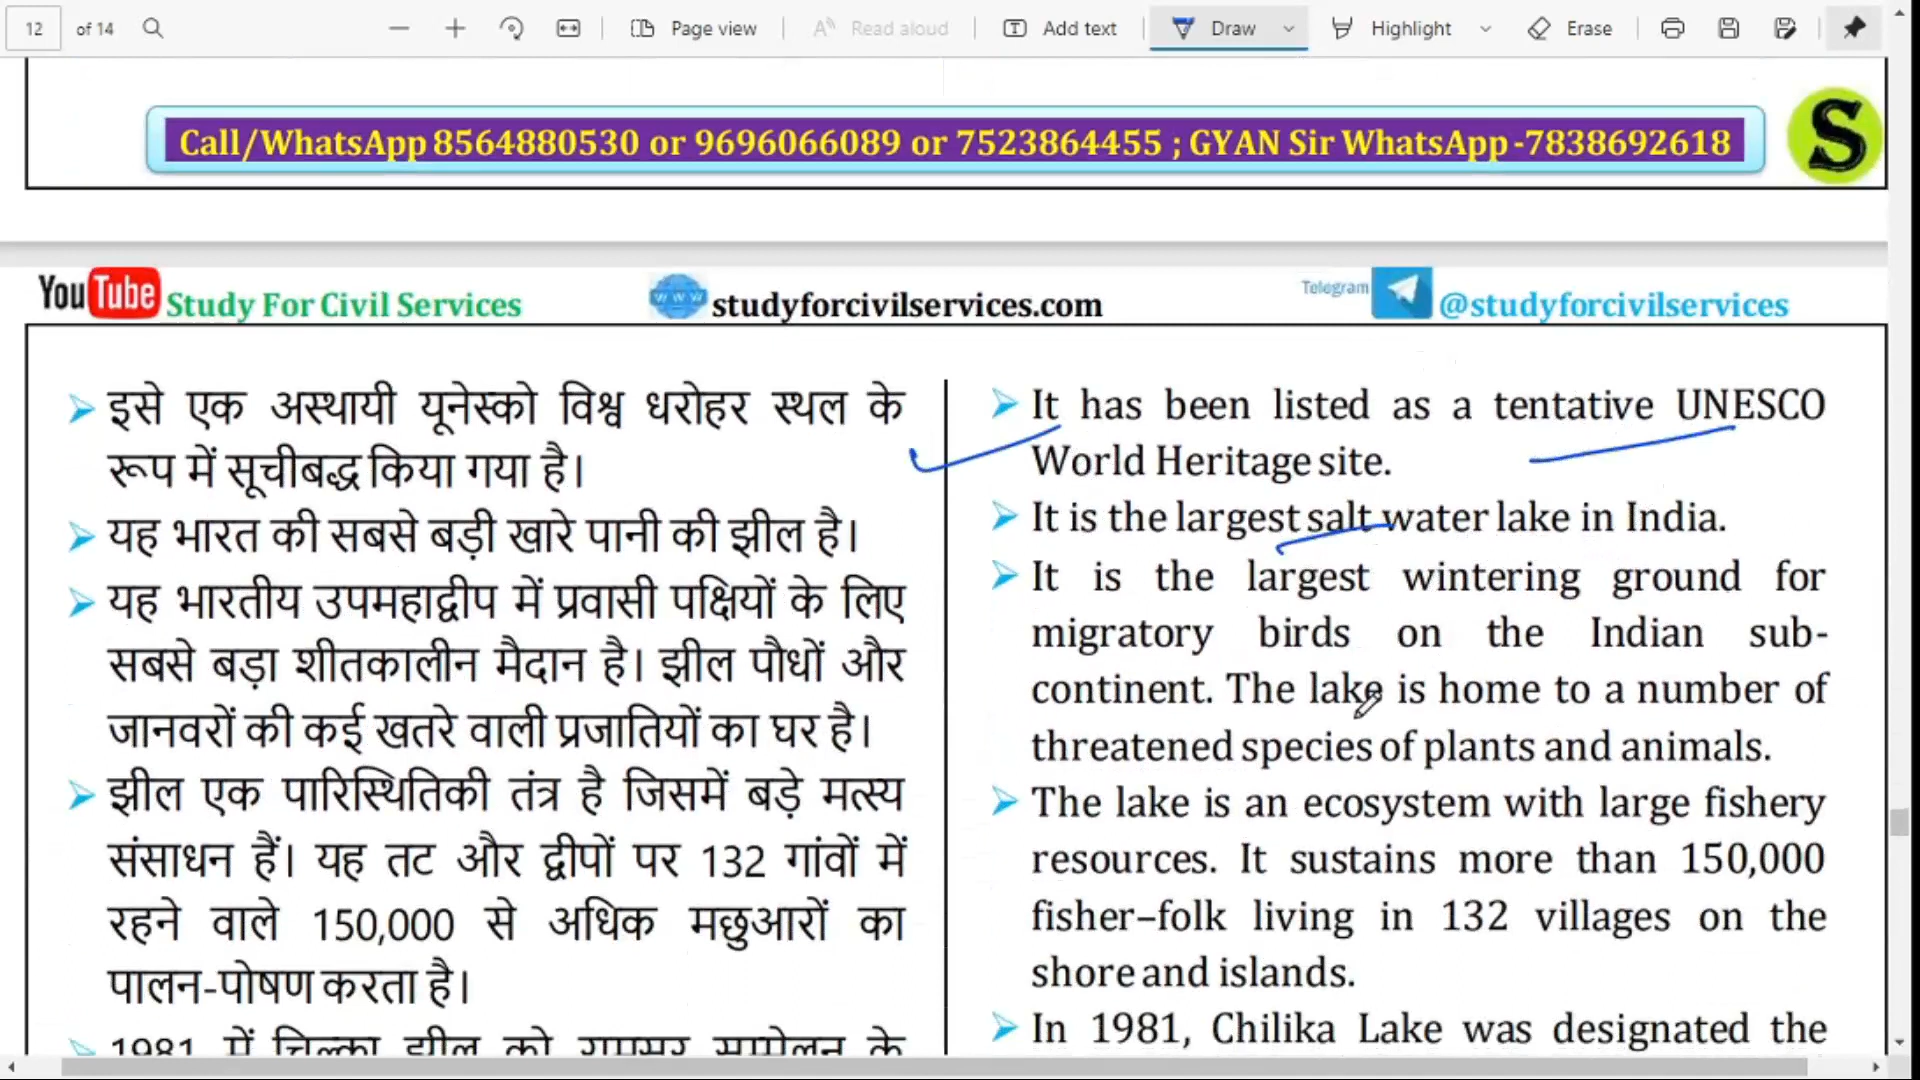 12 of 14 Page view Read aloud Add text Draw Highlight Erase
Call/WhatsApp 8564880530 or 9696066089 or 7523864455 ; GYAN Sir WhatsApp -7838692618
S
YouTube Study For Civil Services
www studyforcivilservices.com
Telegram @studyforcivilservices
इसे एक अस्थायी यूनेस्को विश्व धरोहर स्थल के
रूप में सूचीबद्ध किया गया है।
यह भारत की सबसे बड़ी खारे पानी की झील है।
यह भारतीय उपमहाद्वीप में प्रवासी पक्षियों के लिए
सबसे बड़ा शीतकालीन मैदान है। झील पौधों और
जानवरों की कई खतरे वाली प्रजातियों का घर है।
झील एक पारिस्थितिकी तंत्र है जिसमें बड़े मत्स्य
संसाधन हैं। यह तट और द्वीपों पर 132 गांवों में
रहने वाले 150,000 से अधिक मछुआरों का
पालन-पोषण करता है।
1981 में चिल्का झील को रामसर सम्मेलन के
It has been listed as a tentative UNESCO
World Heritage site.
It is the largest salt water lake in India.
It is the largest wintering ground for
migratory birds on the Indian sub-
continent. The lake is home to a number of
threatened species of plants and animals.
The lake is an ecosystem with large fishery
resources. It sustains more than 150,000
fisher–folk living in 132 villages on the
shore and islands.
In 1981, Chilika Lake was designated the